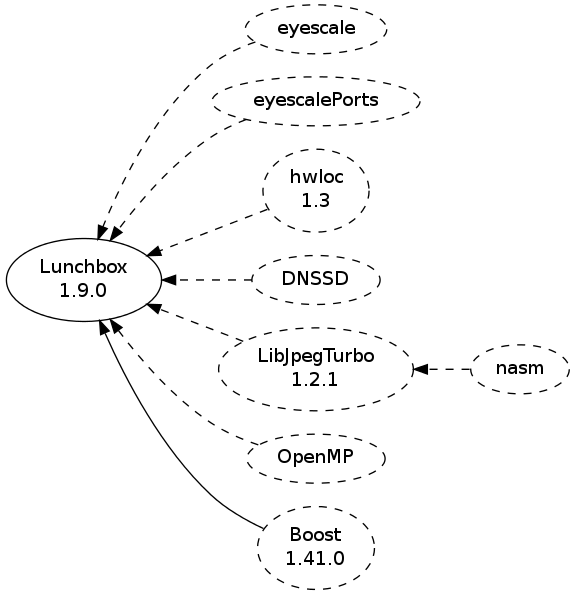 eyescale
eyescalePorts
hwloc
1.3
Lunchbox
1.9.0
DNSSD
LibJpegTurbo
1.2.1
nasm
OpenMP
Boost
1.41.0